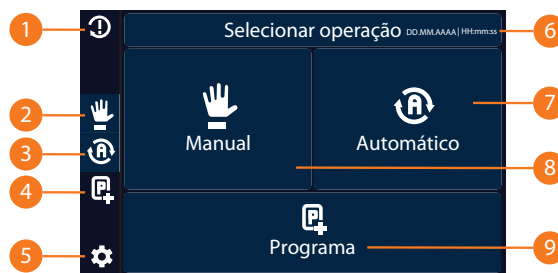 1
Selecionar operação DD.MM.AAAA | HH:mm:ss
6
2
3
4
5
Manual
Automático
7
8
Programa
9